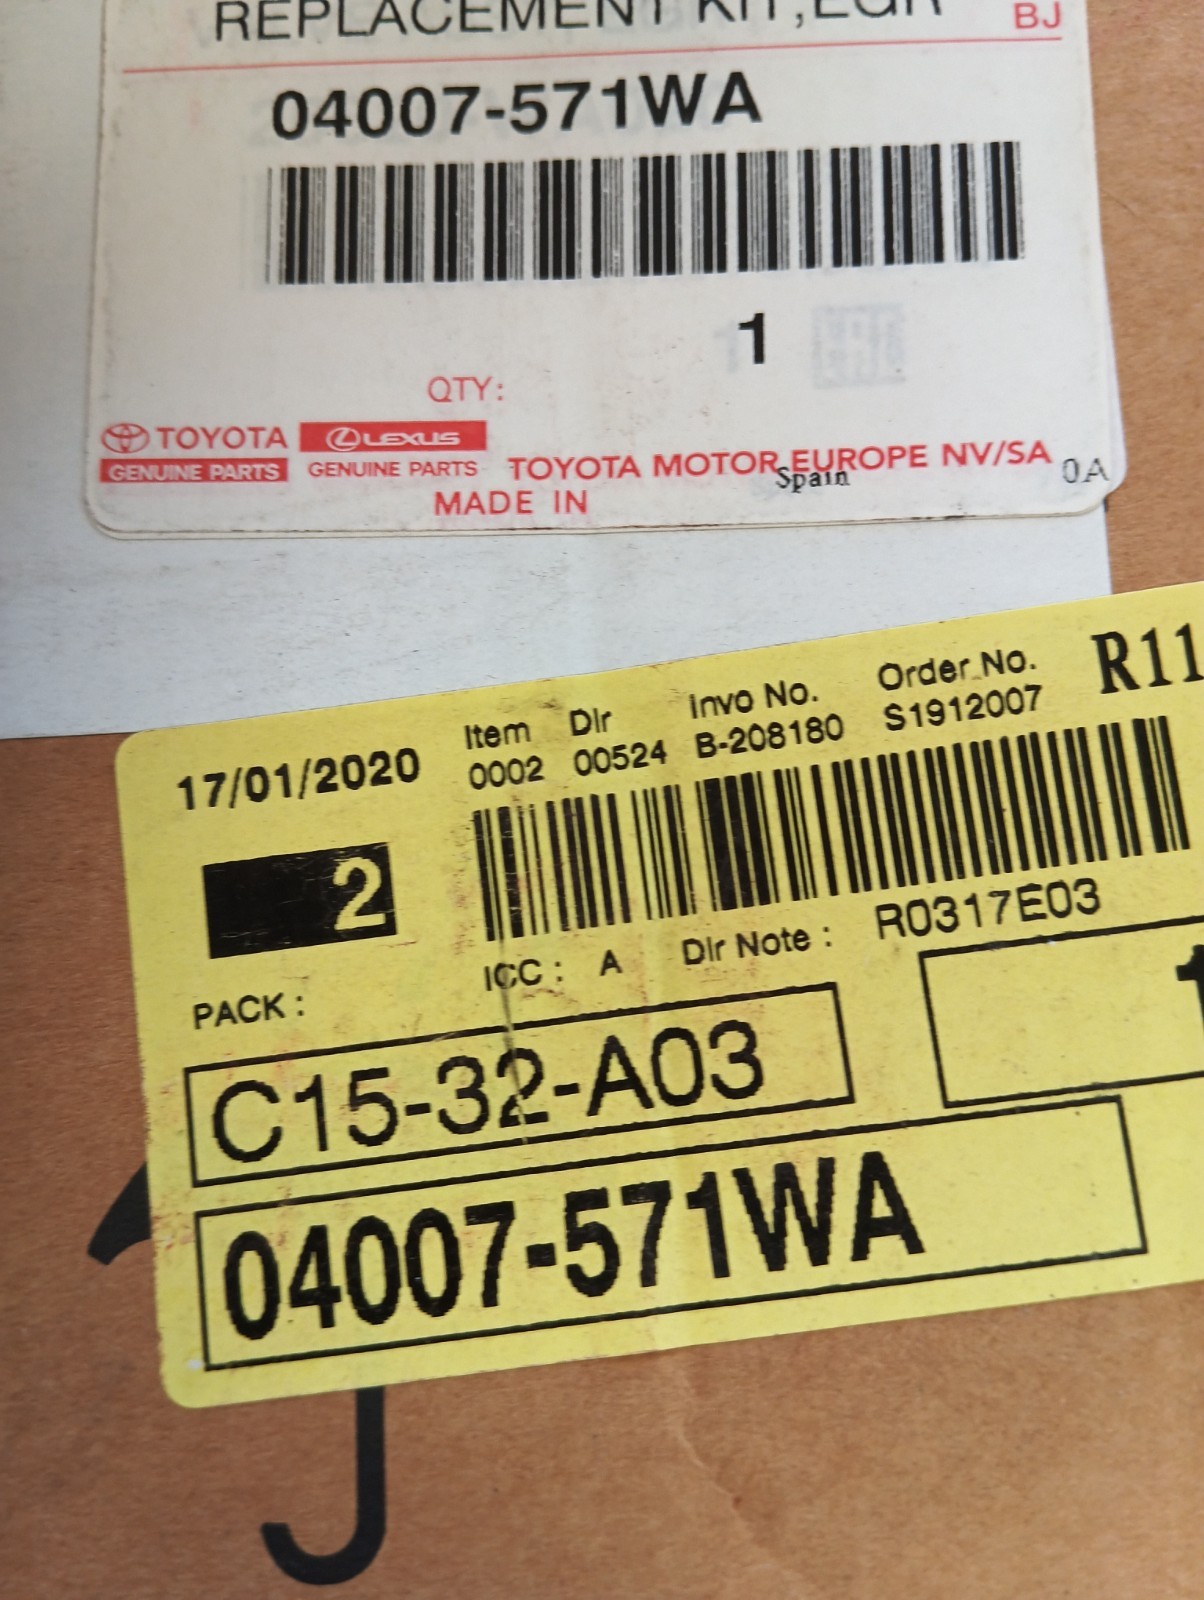 REPLACEMENT KIT,EGR
BJ
04007-571WA
1
QTY:
TOYOTA LEXUS
GENUINE PARTS GENUINE PARTS TOYOTA MOTOR EUROPE NV/SA
Spain 0A
MADE IN
Item Dlr Invo No. Order No. R11
17/01/2020 0002 00524 B-208180 S1912007
2
ICC : A Dlr Note : R0317E03
PACK :
C15-32-A03 1
04007-571WA